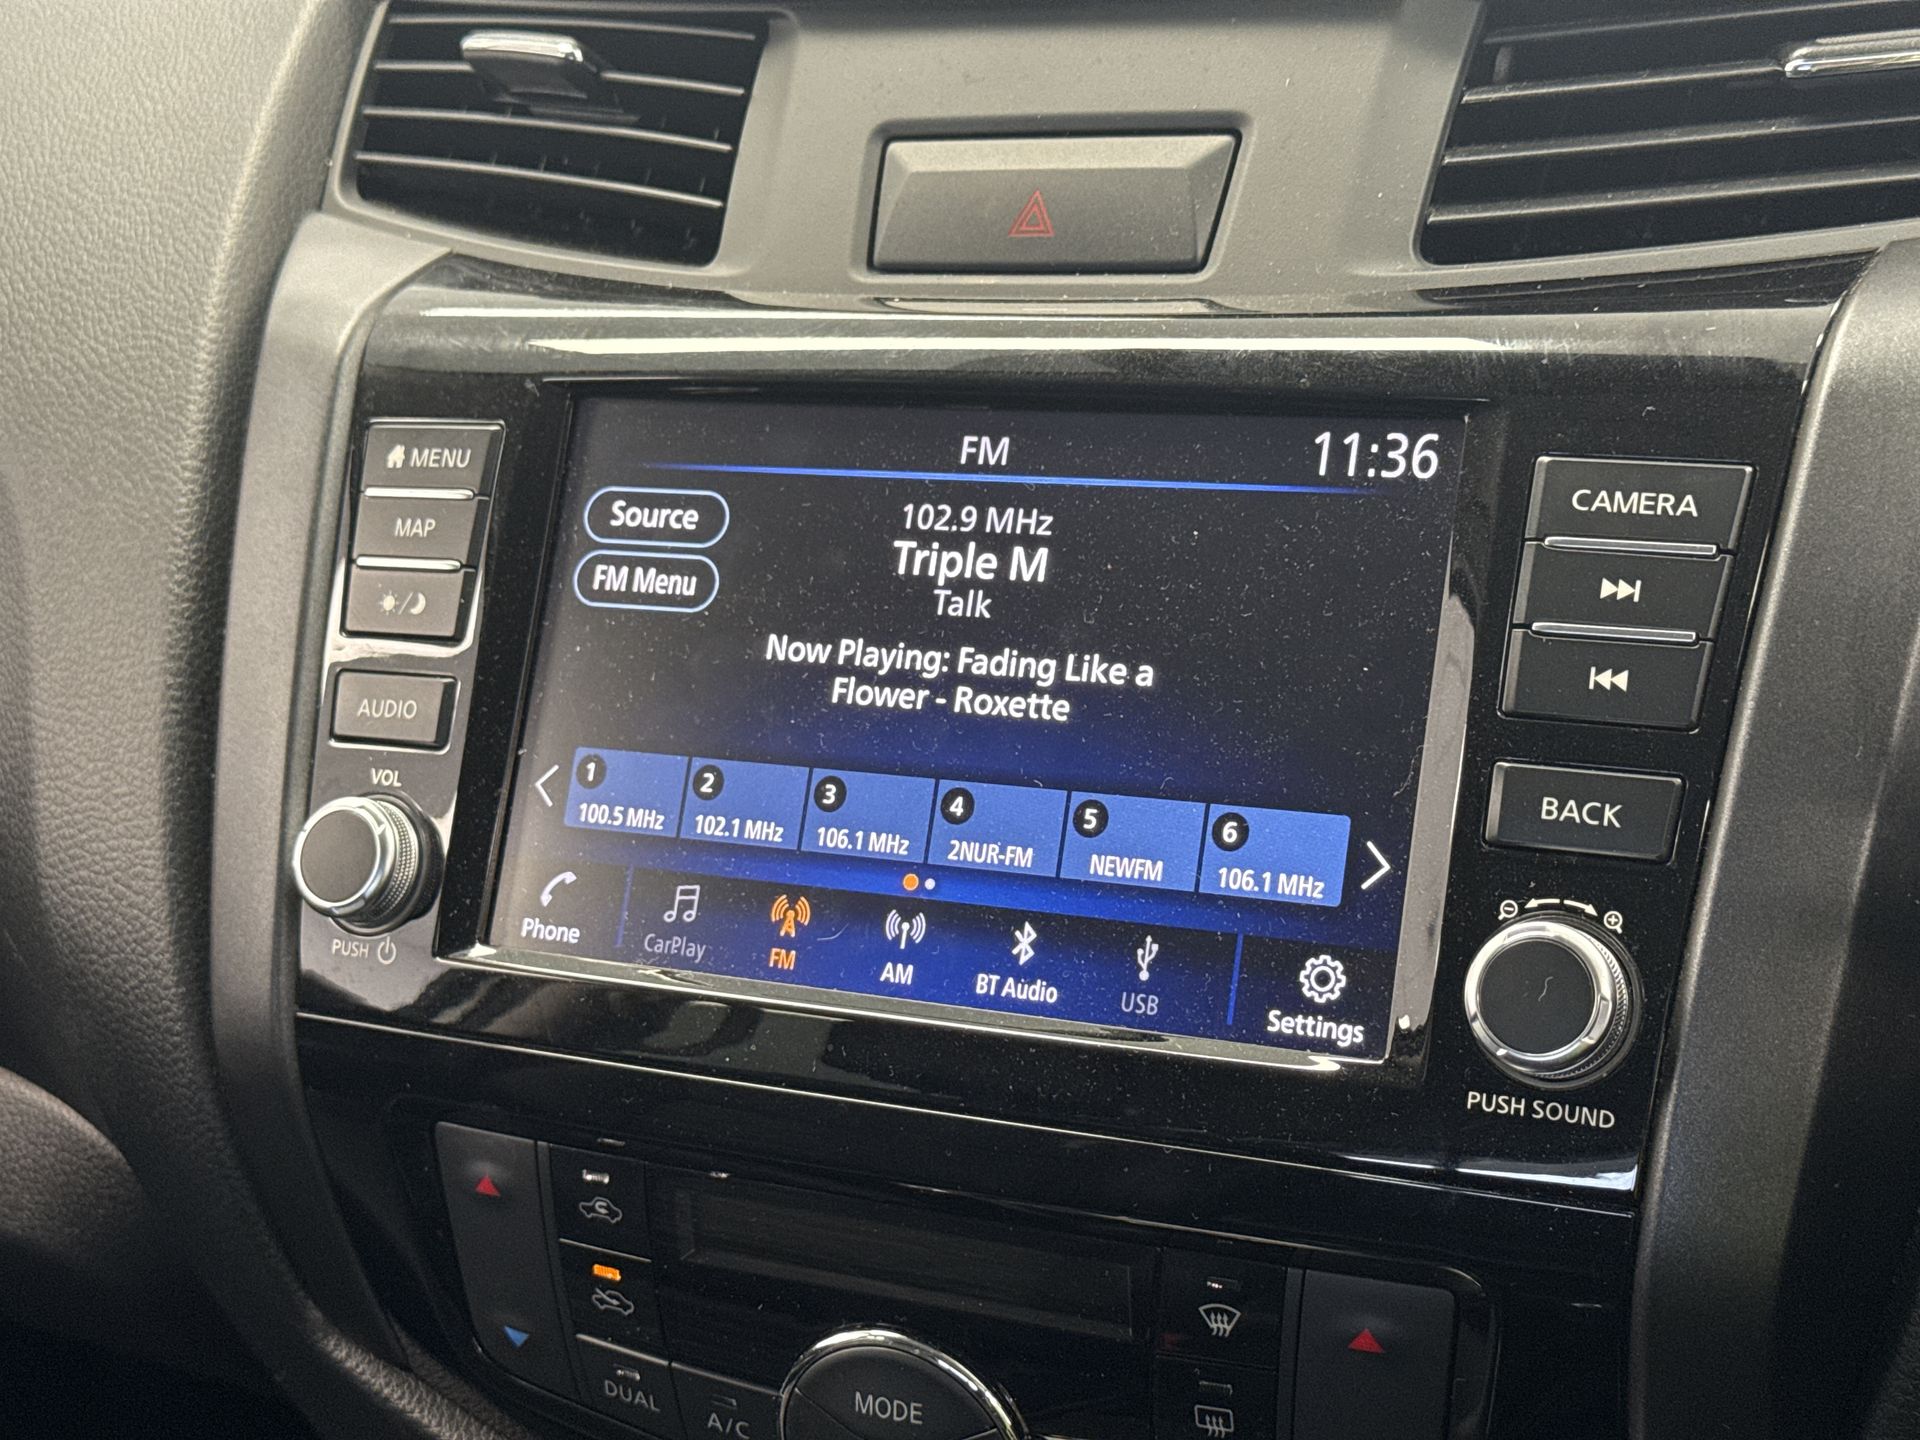 MENU
MAP
AUDIO
VOL
PUSH
FM
11:36
Source
FM Menu
102.9 MHz
Triple M
Talk
Now Playing: Fading Like a
Flower - Roxette
1
100.5 MHz
2
102.1 MHz
3
106.1 MHz
4
2NUR-FM
5
NEWFM
6
106.1 MHz
Phone
CarPlay
FM
AM
BT Audio
USB
Settings
CAMERA
BACK
PUSH SOUND
DUAL
A/C
MODE